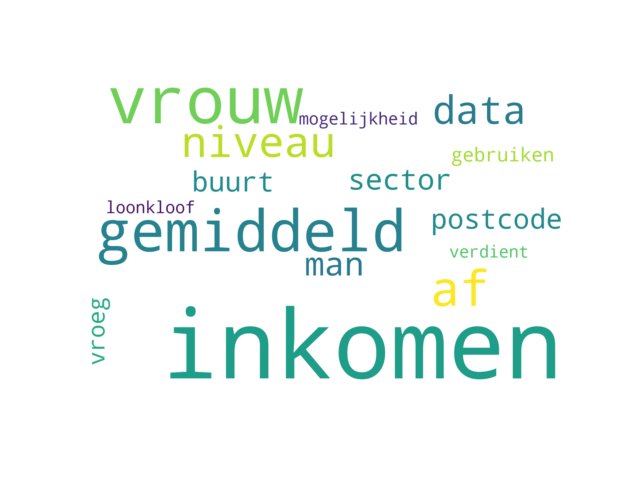 vrouw
mogelijkheid
data
niveau
gebruiken
buurt
sector
loonkloof
gemiddeld
postcode
man
verdient
af
vroeg
inkomen